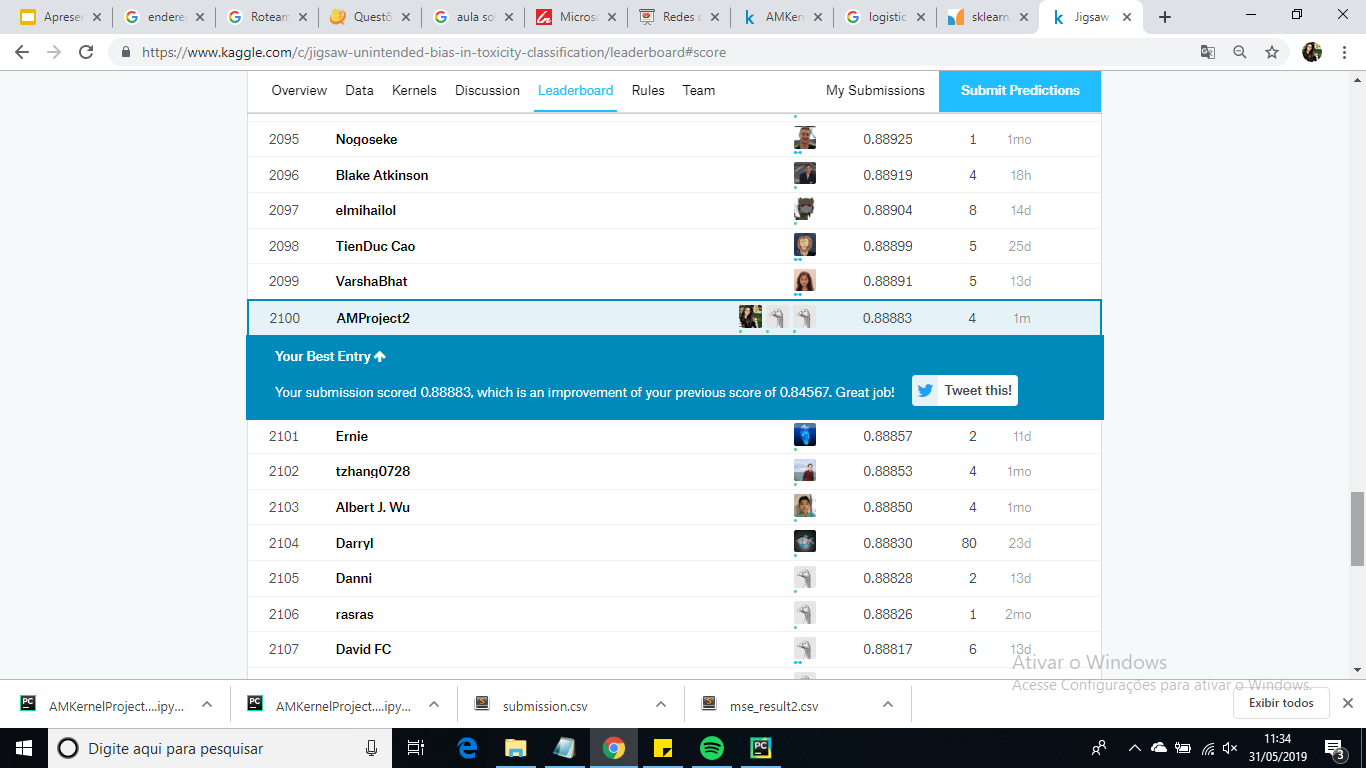 Apreser
endere
Roteam
Questõ
aula sol
Microso
Redes c
AMKer
logistic
sklearn
Jigsaw
https://www.kaggle.com/c/jigsaw-unintended-bias-in-toxicity-classification/leaderboard#score
Overview Data Kernels Discussion Leaderboard Rules Team My Submissions Submit Predictions
2095 Nogoseke 0.88925 1 1mo
2096 Blake Atkinson 0.88919 4 18h
2097 elmihailol 0.88904 8 14d
2098 TienDuc Cao 0.88899 5 25d
2099 VarshaBhat 0.88891 5 13d
2100 AMProject2 0.88883 4 1m
Your Best Entry
Your submission scored 0.88883, which is an improvement of your previous score of 0.84567. Great job! Tweet this!
2101 Ernie 0.88857 2 11d
2102 tzhang0728 0.88853 4 1mo
2103 Albert J. Wu 0.88850 4 1mo
2104 Darryl 0.88830 80 23d
2105 Danni 0.88828 2 13d
2106 rasras 0.88826 1 2mo
2107 David FC 0.88817 6 13d
Ativar o Windows
Acesse Configurações para ativar o Windows.
AMKernelProject....ipy... AMKernelProject....ipy... submission.csv mse_result2.csv Exibir todos
Digite aqui para pesquisar
11:34
31/05/2019
3